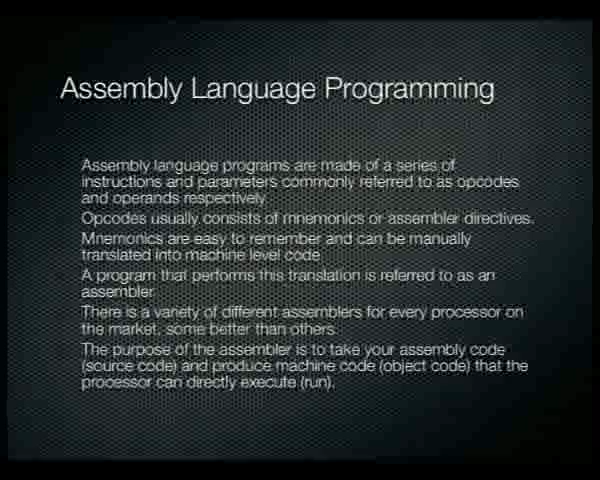 Assembly Language Programming
Assembly language programs are made of a series of
instructions and parameters commonly referred to as opcodes
and operands respectively
Opcodes usually consists of mnemonics or assembler directives.
Mnemonics are easy to remember and can be manually
translated into machine level code
A program that performs this translation is referred to as an
assembler.
There is a variety of different assemblers for every processor on
the market, some better than others.
The purpose of the assembler is to take your assembly code
(source code) and produce machine code (object code) that the
processor can directly execute (run).